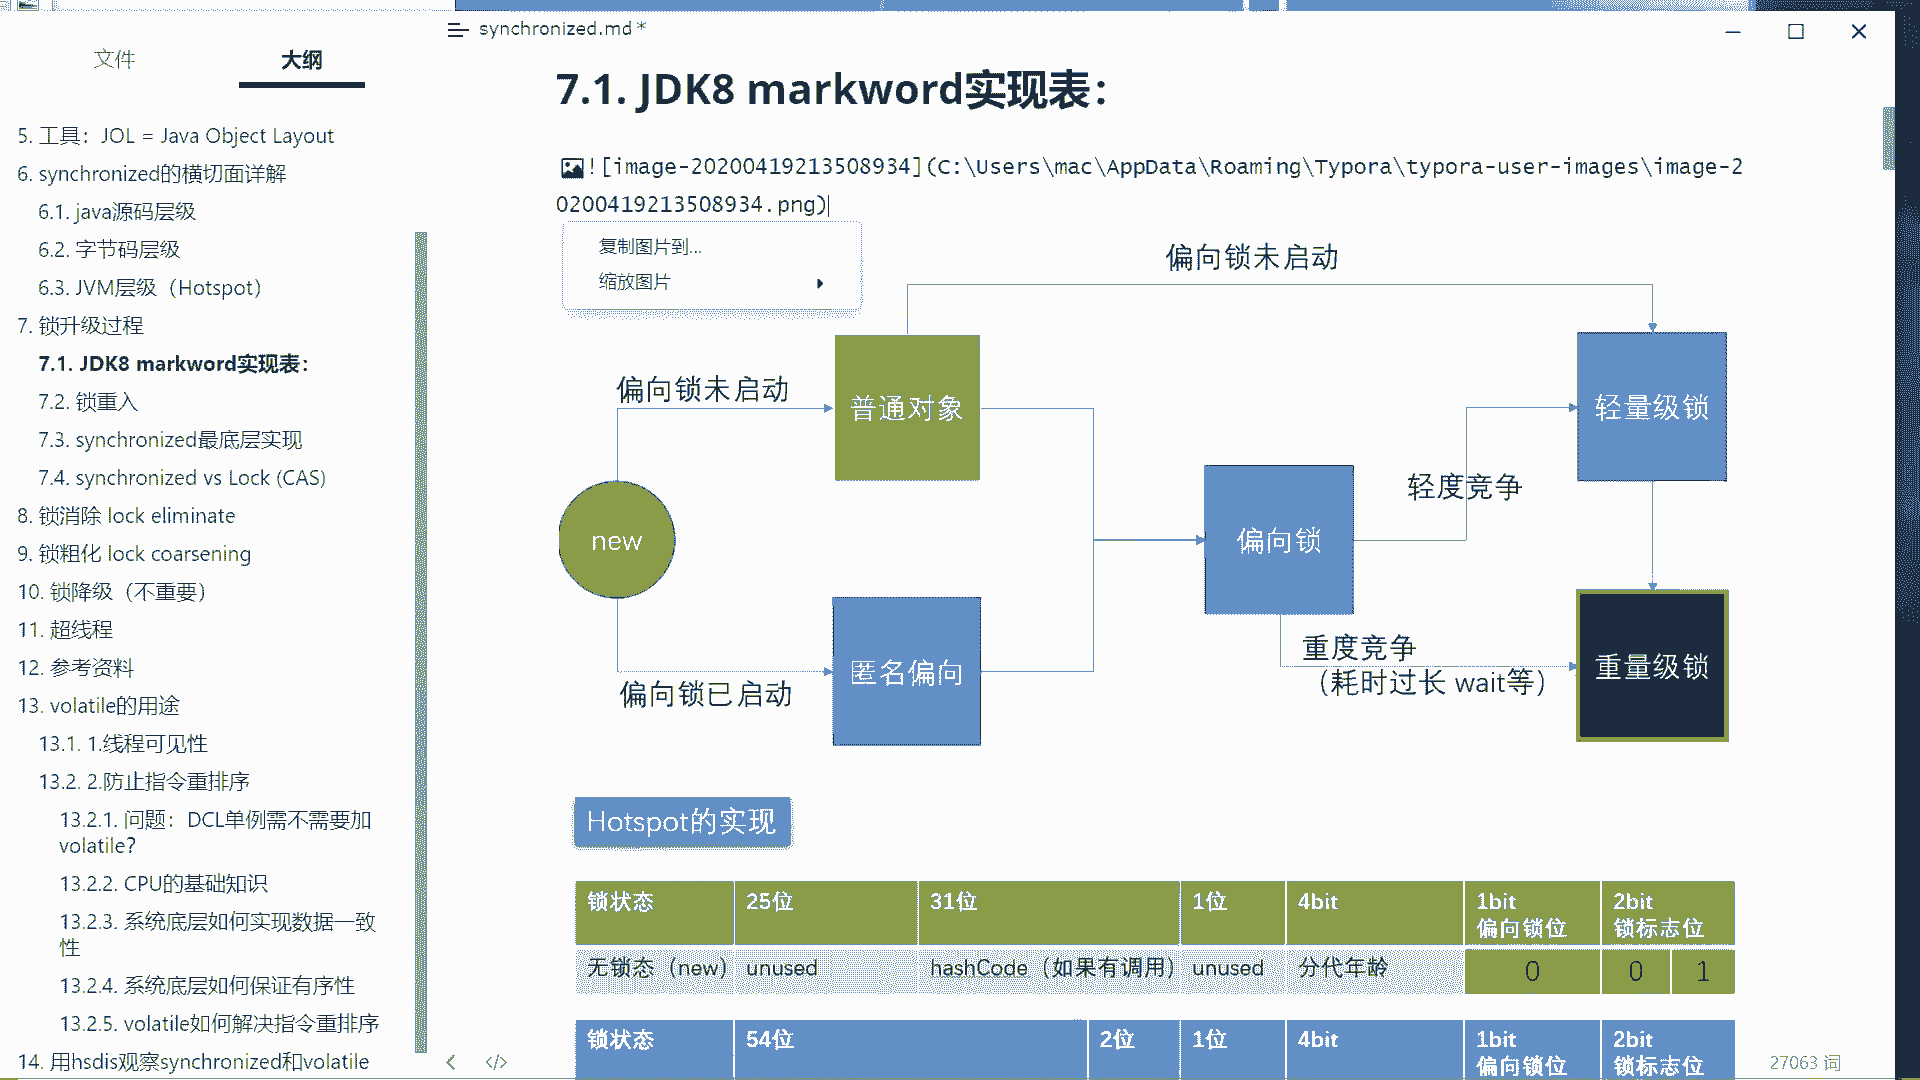 synchronized.md *
文件
大纲
5. 工具：JOL = Java Object Layout
6. synchronized的横切面详解
6.1. java源码层级
6.2. 字节码层级
6.3. JVM层级（Hotspot）
7. 锁升级过程
7.1. JDK8 markword实现表：
7.2. 锁重入
7.3. synchronized最底层实现
7.4. synchronized vs Lock (CAS)
8. 锁消除 lock eliminate
9. 锁粗化 lock coarsening
10. 锁降级（不重要）
11. 超线程
12. 参考资料
13. volatile的用途
13.1. 1.线程可见性
13.2. 2.防止指令重排序
13.2.1. 问题：DCL单例需不需要加
volatile？
13.2.2. CPU的基础知识
13.2.3. 系统底层如何实现数据一致
性
13.2.4. 系统底层如何保证有序性
13.2.5. volatile如何解决指令重排序
14. 用hsdis观察synchronized和volatile
7.1. JDK8 markword实现表：
![image-20200419213508934](C:\Users\mac\AppData\Roaming\Typora\typora-user-images\image-2
0200419213508934.png)
复制图片到...
缩放图片
偏向锁未启动
偏向锁未启动
普通对象
轻量级锁
轻度竞争
new
偏向锁
重度竞争
（耗时过长 wait等）
匿名偏向
重量级锁
偏向锁已启动
Hotspot的实现
锁状态 25位 31位 1位 4bit 1bit 2bit
偏向锁位 锁标志位
无锁态（new） unused hashCode（如果有调用） unused 分代年龄 0 0 1
锁状态 54位 2位 1位 4bit 1bit 2bit
偏向锁位 锁标志位
</>
27063 词